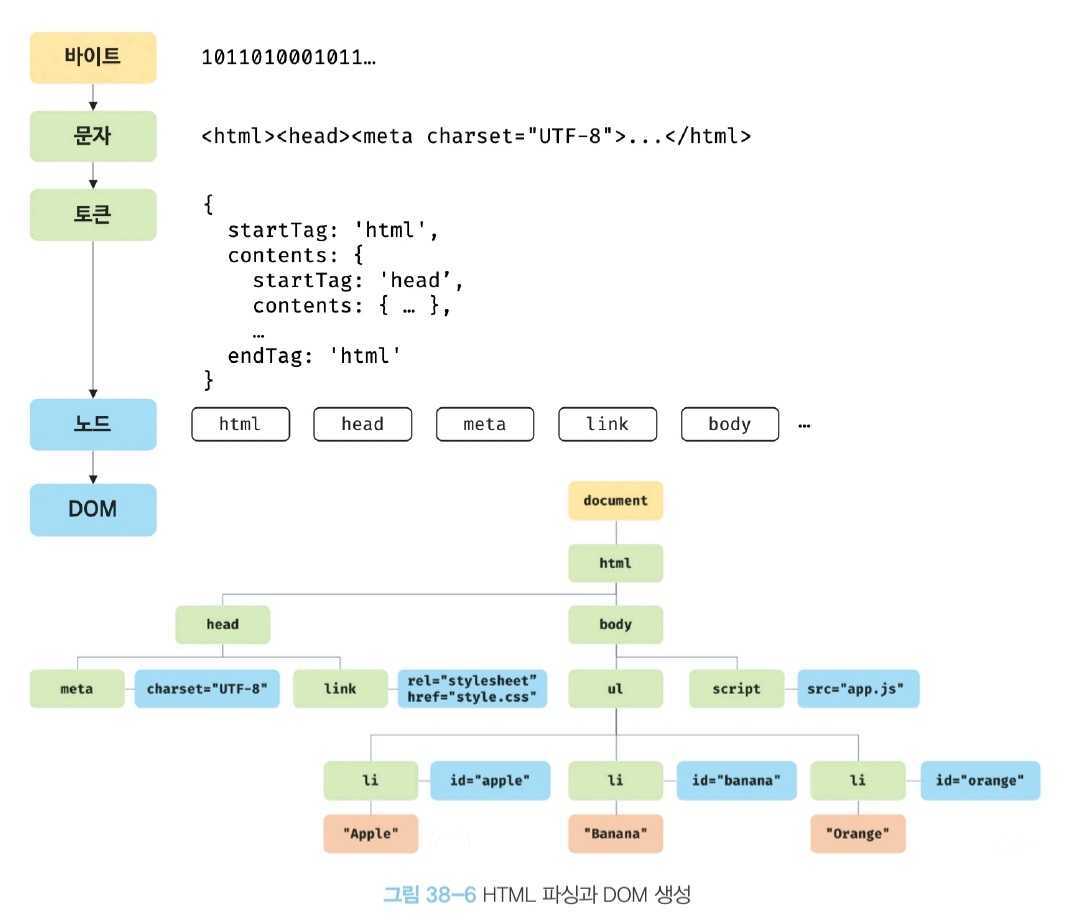 바이트
1011010001011…
문자
<html><head><meta charset="UTF-8">...</html>
토큰
{
startTag: 'html',
contents: {
startTag: 'head’,
contents: { … },
…
endTag: 'html'
}
노드
html head meta link body …
DOM
document
html
head body
meta charset="UTF-8" link rel="stylesheet” ul script src="app.js"
href="style.css"
li id="apple" li id="banana" li id="orange"
"Apple" "Banana" "Orange"
그림 38-6 HTML 파싱과 DOM 생성